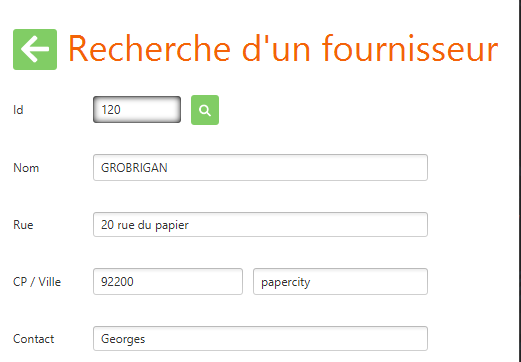 Recherche d'un fournisseur
Id 120
Nom GROBRIGAN
Rue 20 rue du papier
CP / Ville 92200 papercity
Contact Georges